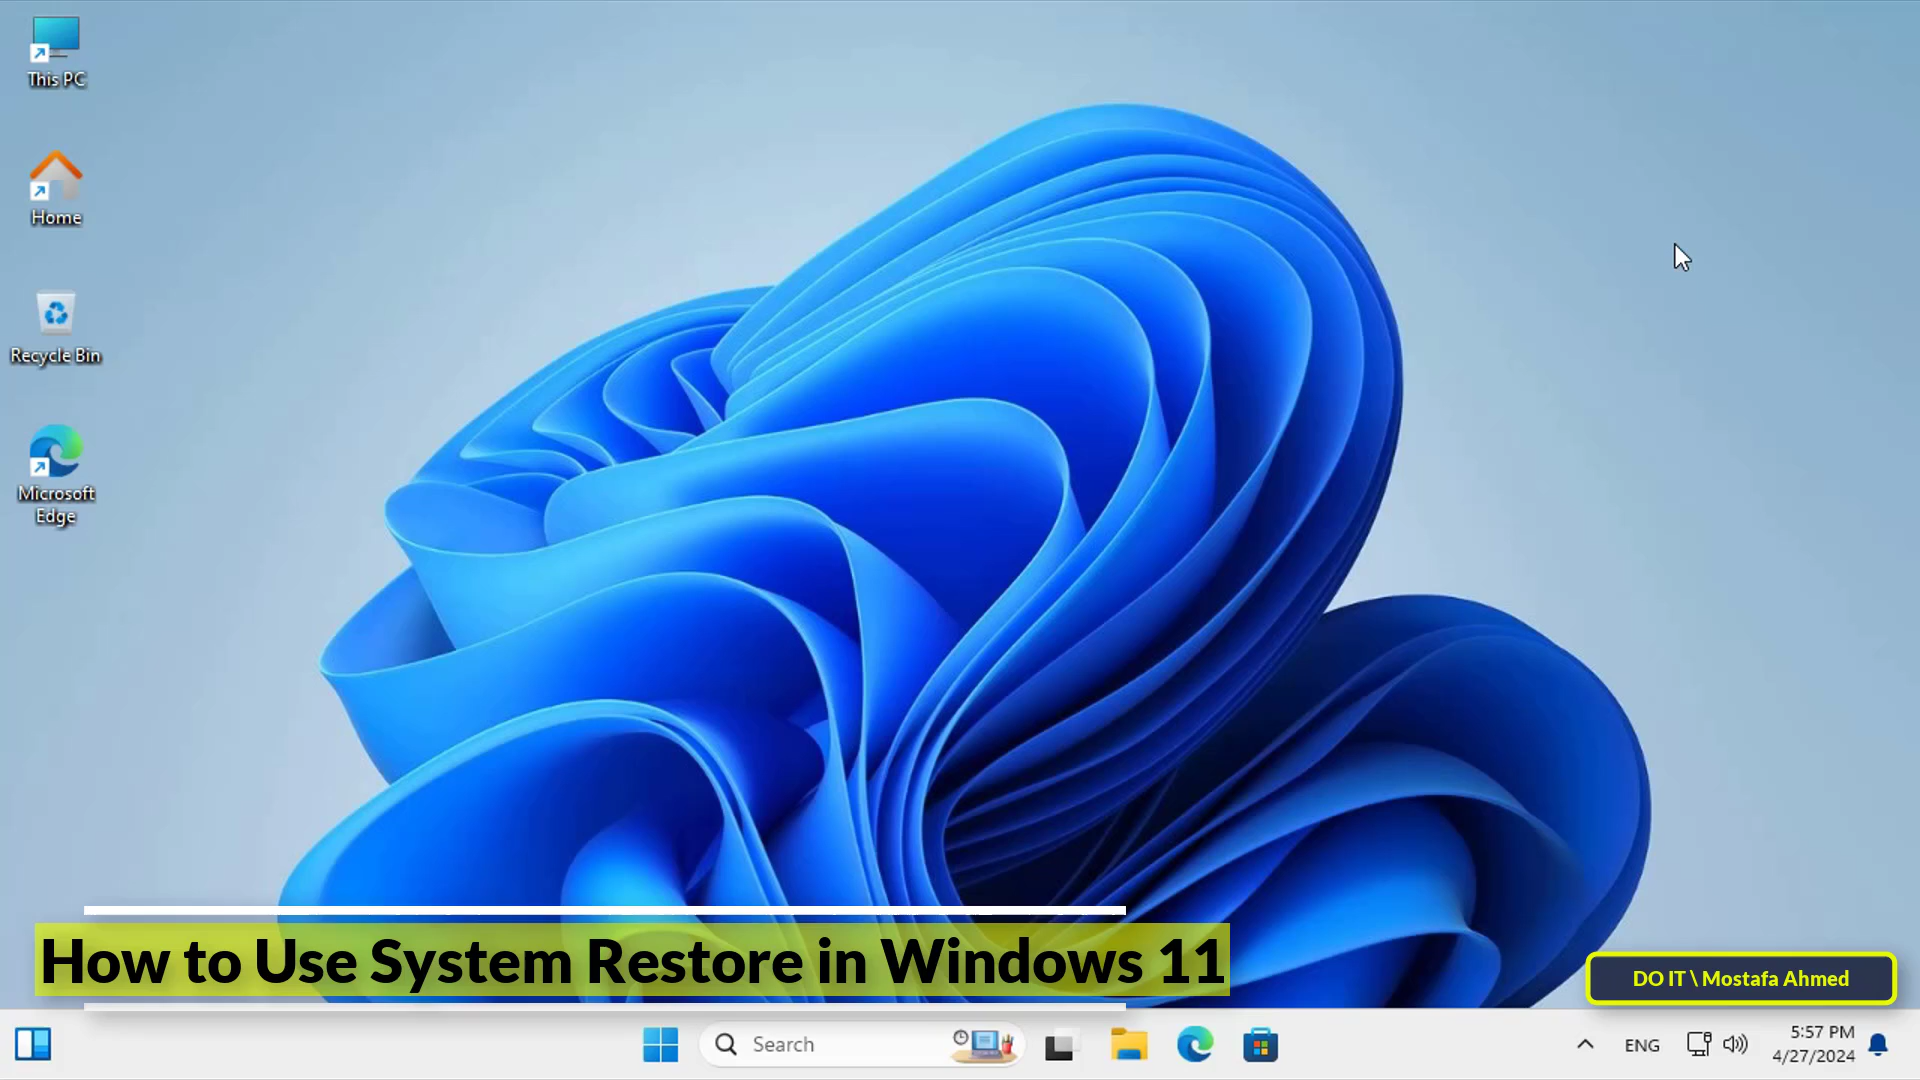 This PC
Home
Recycle Bin
Microsoft
Edge
How to Use System Restore in Windows 11
DO IT \ Mostafa Ahmed
Search
ENG
5:57 PM
4/27/2024